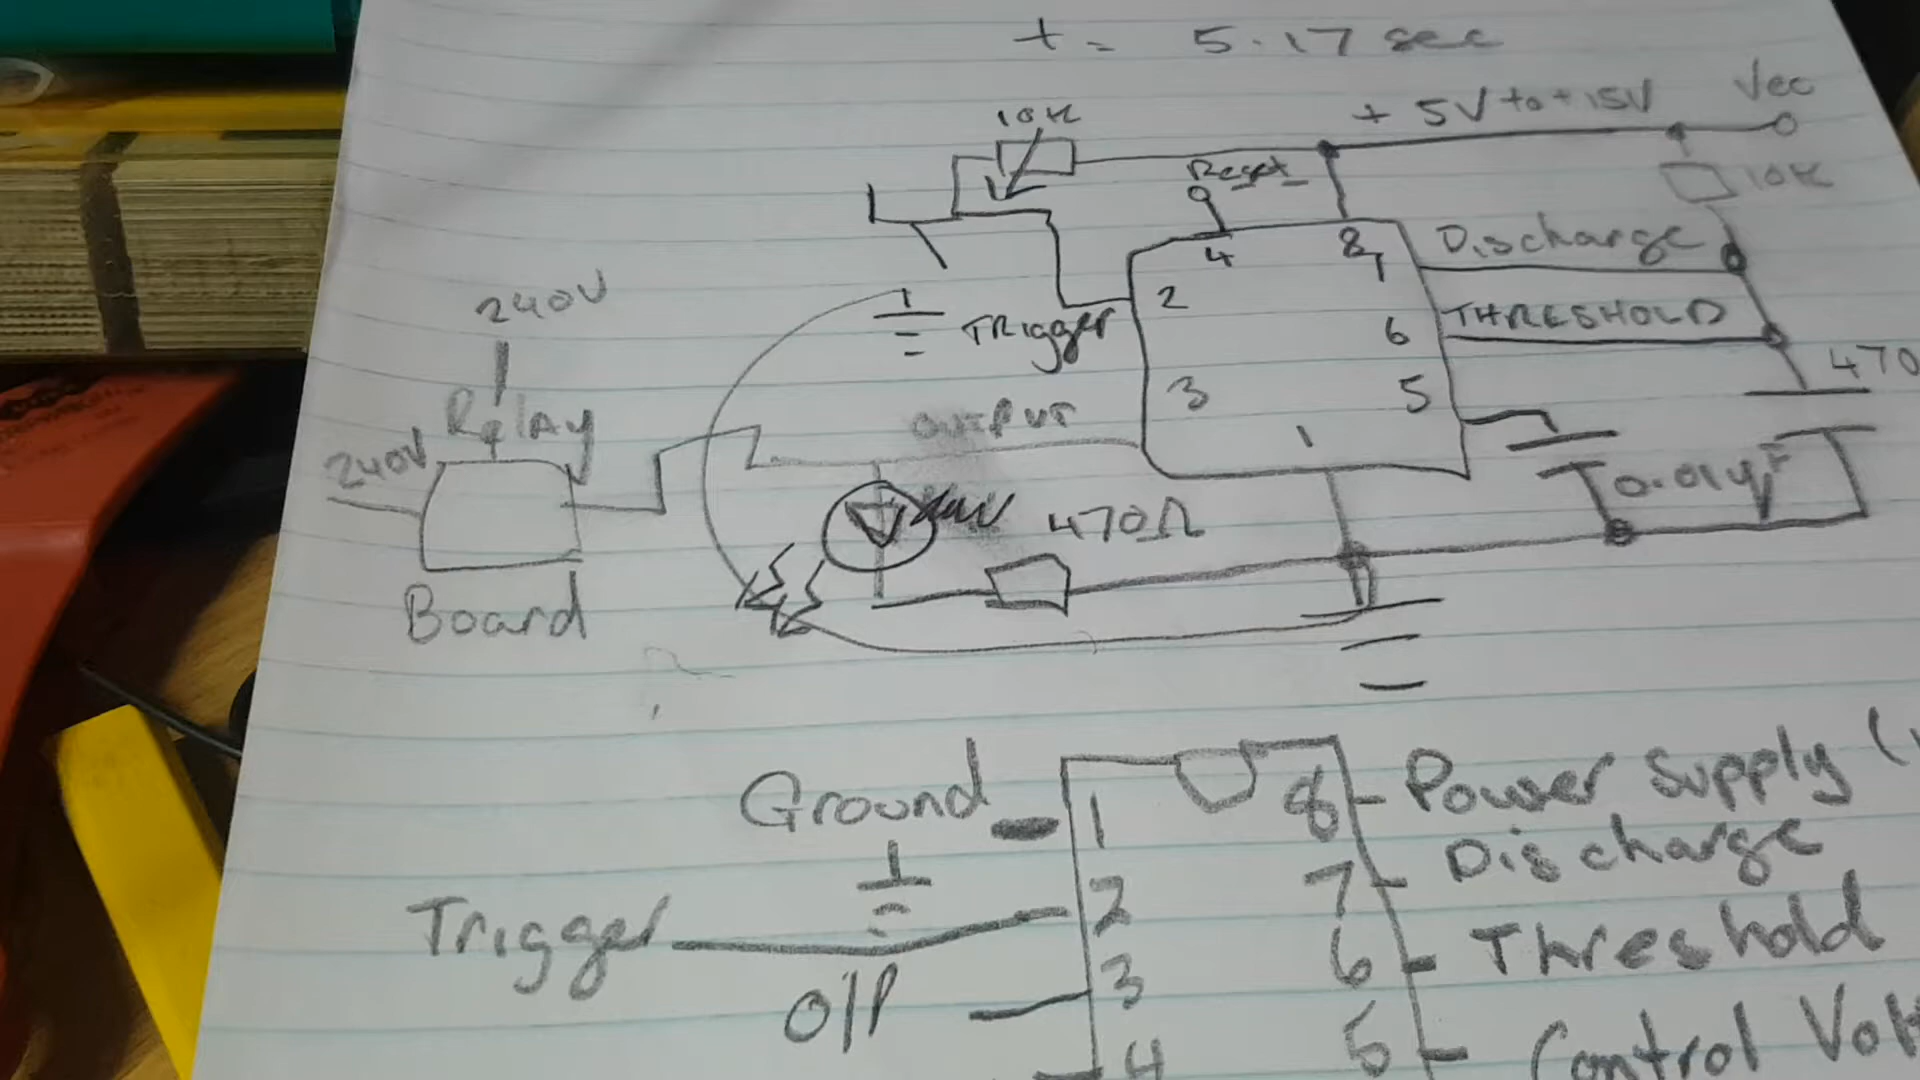 t = 5.17 sec
+ 5V to + 15V Vcc
10K
Reset
10K
4 8
Discharge
7
2
TRigger
THRESHOLD
6
240V
470
3 5
OUTPUT
Relay
1
240V
0.01µF
470Ω
Board
Ground 1 8 Power Supply (
Discharge
Trigger 2 7
Threshold
O/P 3 6
4 5 Control